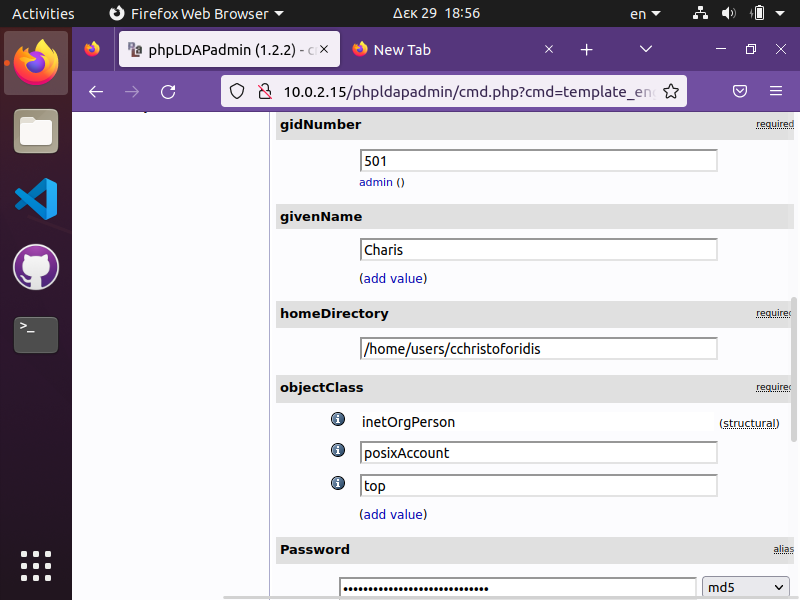 Activities
Firefox Web Browser
Δεκ 29 18:56
en
phpLDAPadmin (1.2.2) - c
New Tab
10.0.2.15/phpldapadmin/cmd.php?cmd=template_en
gidNumber
required
501
admin ()
givenName
Charis
(add value)
homeDirectory
required
/home/users/cchristoforidis
objectClass
required
inetOrgPerson
(structural)
posixAccount
top
(add value)
Password
alias
md5